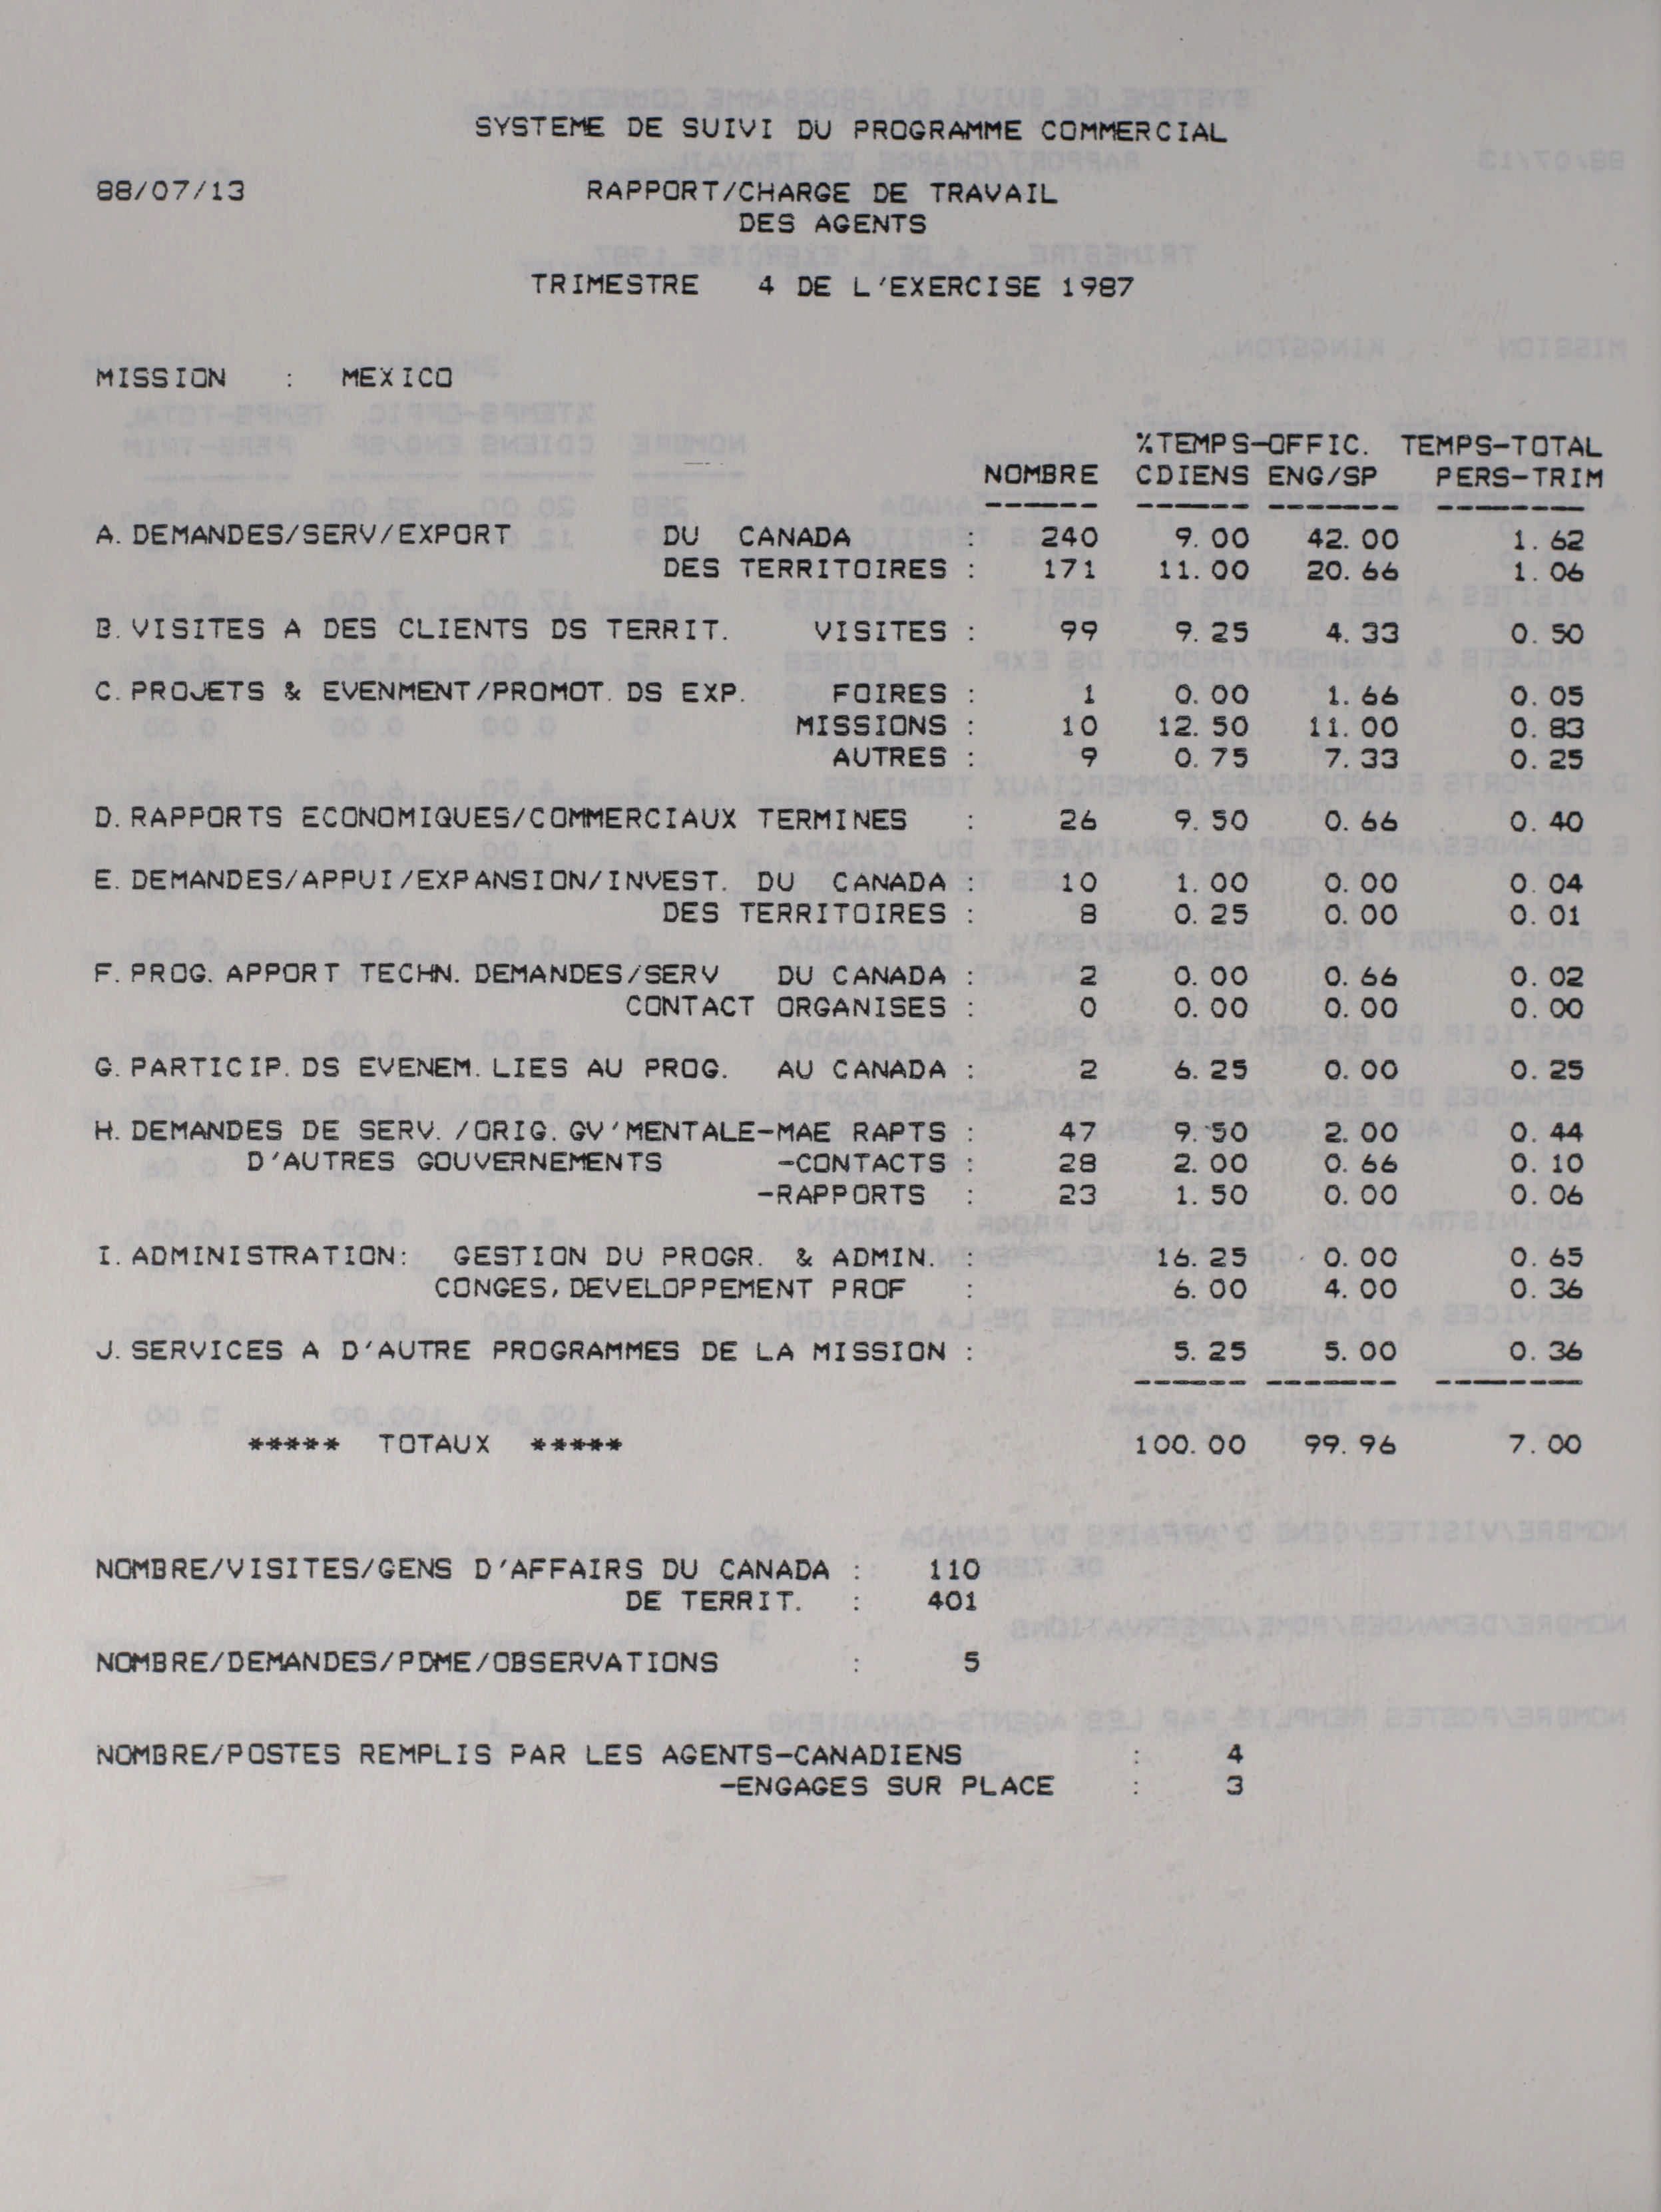 SYSTEME DE SUIVI DU PROGRAMME COMMERCIAL
88/07/13 RAPPORT/CHARGE DE TRAVAIL
DES AGENTS
TRIMESTRE 4 DE L'EXERCISE 1987
MISSION : MEXICO
%TEMPS-OFFIC. TEMPS-TOTAL
NOMBRE CDIENS ENG/SP PERS-TRIM
------ ------ ------- --------
A. DEMANDES/SERV/EXPORT DU CANADA : 240 9.00 42.00 1.62
DES TERRITOIRES : 171 11.00 20.66 1.06
B. VISITES A DES CLIENTS DS TERRIT. VISITES : 99 9.25 4.33 0.50
C. PROJETS & EVENMENT/PROMOT. DS EXP. FOIRES : 1 0.00 1.66 0.05
MISSIONS : 10 12.50 11.00 0.83
AUTRES : 9 0.75 7.33 0.25
D. RAPPORTS ECONOMIQUES/COMMERCIAUX TERMINES : 26 9.50 0.66 0.40
E. DEMANDES/APPUI/EXPANSION/INVEST. DU CANADA : 10 1.00 0.00 0.04
DES TERRITOIRES : 8 0.25 0.00 0.01
F. PROG. APPORT TECHN. DEMANDES/SERV DU CANADA : 2 0.00 0.66 0.02
CONTACT ORGANISES : 0 0.00 0.00 0.00
G. PARTICIP. DS EVENEM. LIES AU PROG. AU CANADA : 2 6.25 0.00 0.25
H. DEMANDES DE SERV. /ORIG. GV'MENTALE-MAE RAPTS : 47 9.50 2.00 0.44
D'AUTRES GOUVERNEMENTS -CONTACTS : 28 2.00 0.66 0.10
-RAPPORTS : 23 1.50 0.00 0.06
I. ADMINISTRATION: GESTION DU PROGR. & ADMIN. : 16.25 0.00 0.65
CONGES, DEVELOPPEMENT PROF : 6.00 4.00 0.36
J. SERVICES A D'AUTRE PROGRAMMES DE LA MISSION : 5.25 5.00 0.36
------ ------- --------
***** TOTAUX ***** 100.00 99.96 7.00
NOMBRE/VISITES/GENS D'AFFAIRS DU CANADA : 110
DE TERRIT. : 401
NOMBRE/DEMANDES/PDME/OBSERVATIONS : 5
NOMBRE/POSTES REMPLIS PAR LES AGENTS-CANADIENS : 4
-ENGAGES SUR PLACE : 3